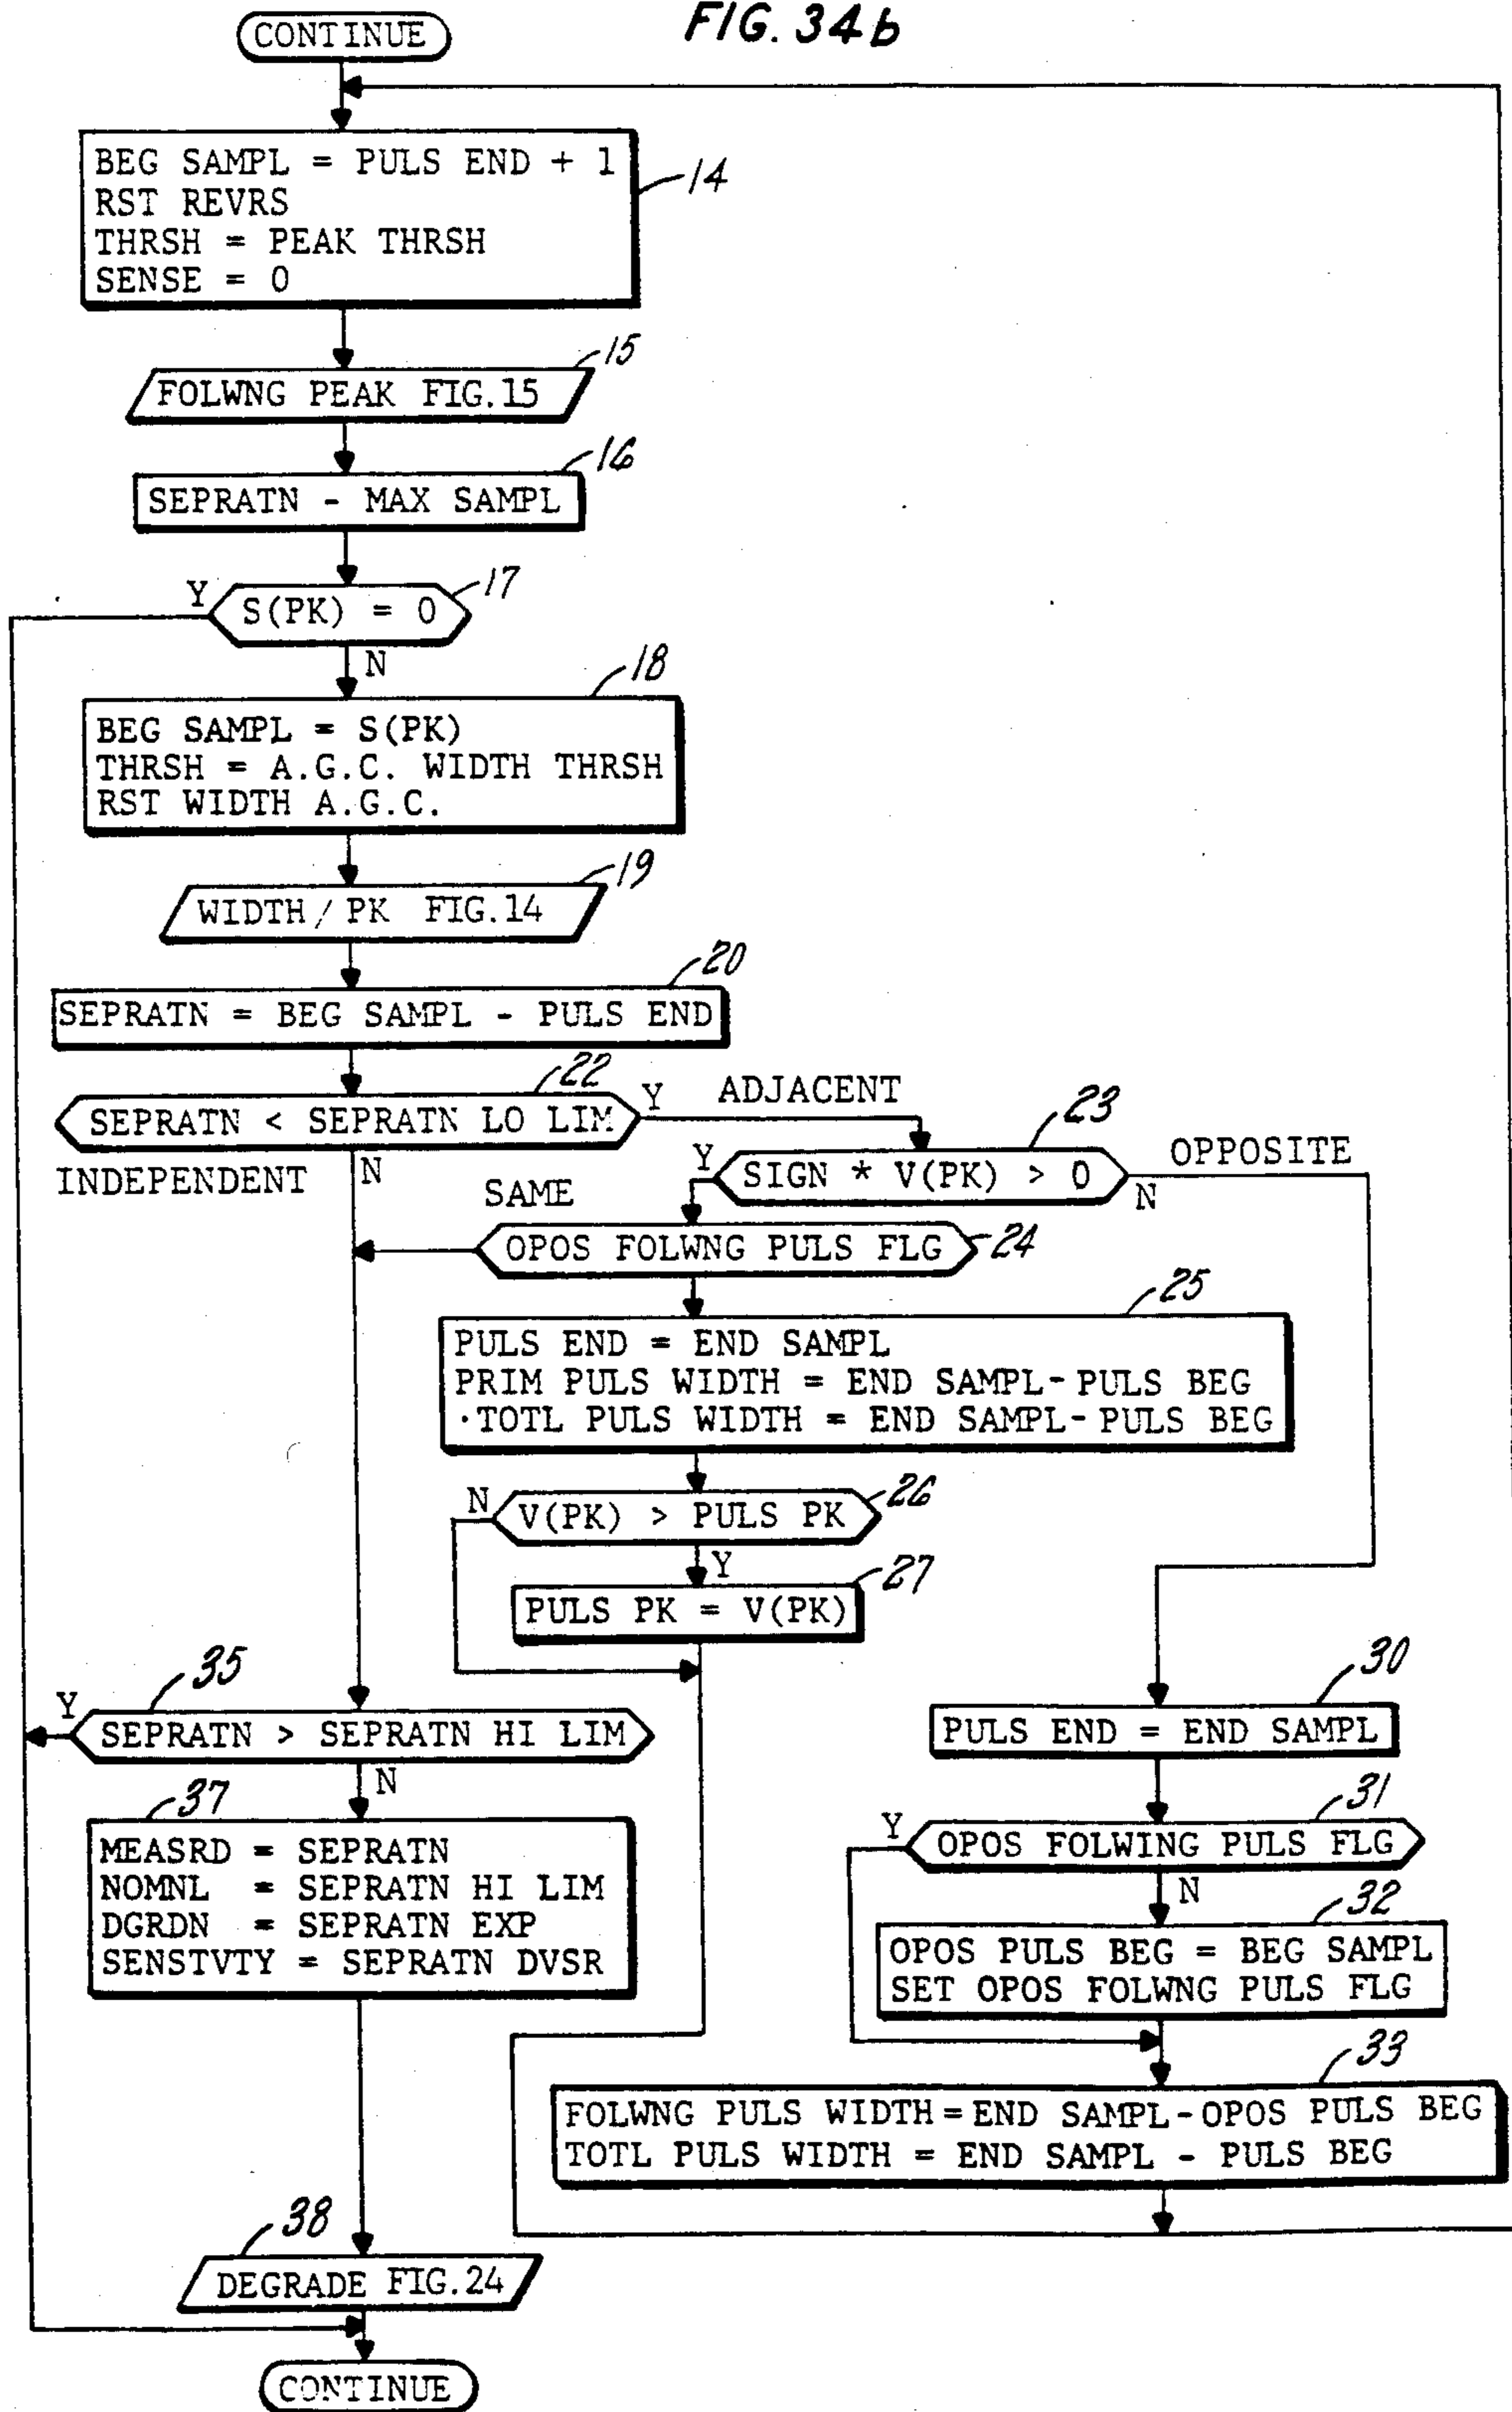 FIG. 34b
CONTINUE
BEG SAMPL = PULS END + 1
RST REVRS
THRSH = PEAK THRSH
SENSE = 0
14
15
FOLWNG PEAK FIG.15
16
SEPRATN - MAX SAMPL
17
Y
S(PK) = 0
N
18
BEG SAMPL = S(PK)
THRSH = A.G.C. WIDTH THRSH
RST WIDTH A.G.C.
19
WIDTH / PK FIG.14
20
SEPRATN = BEG SAMPL - PULS END
22
SEPRATN < SEPRATN LO LIM
Y ADJACENT
INDEPENDENT
N
23
Y
SIGN * V(PK) > 0
OPPOSITE
N
SAME
OPOS FOLWNG PULS FLG
24
25
PULS END = END SAMPL
PRIM PULS WIDTH = END SAMPL-PULS BEG
·TOTL PULS WIDTH = END SAMPL-PULS BEG
26
N
V(PK) > PULS PK
Y
27
PULS PK = V(PK)
30
PULS END = END SAMPL
31
Y
OPOS FOLWING PULS FLG
N
32
OPOS PULS BEG = BEG SAMPL
SET OPOS FOLWNG PULS FLG
33
FOLWNG PULS WIDTH=END SAMPL-OPOS PULS BEG
TOTL PULS WIDTH = END SAMPL - PULS BEG
35
Y
SEPRATN > SEPRATN HI LIM
N
37
MEASRD = SEPRATN
NOMNL = SEPRATN HI LIM
DGRDN = SEPRATN EXP
SENSTVTY = SEPRATN DVSR
38
DEGRADE FIG.24
CONTINUE